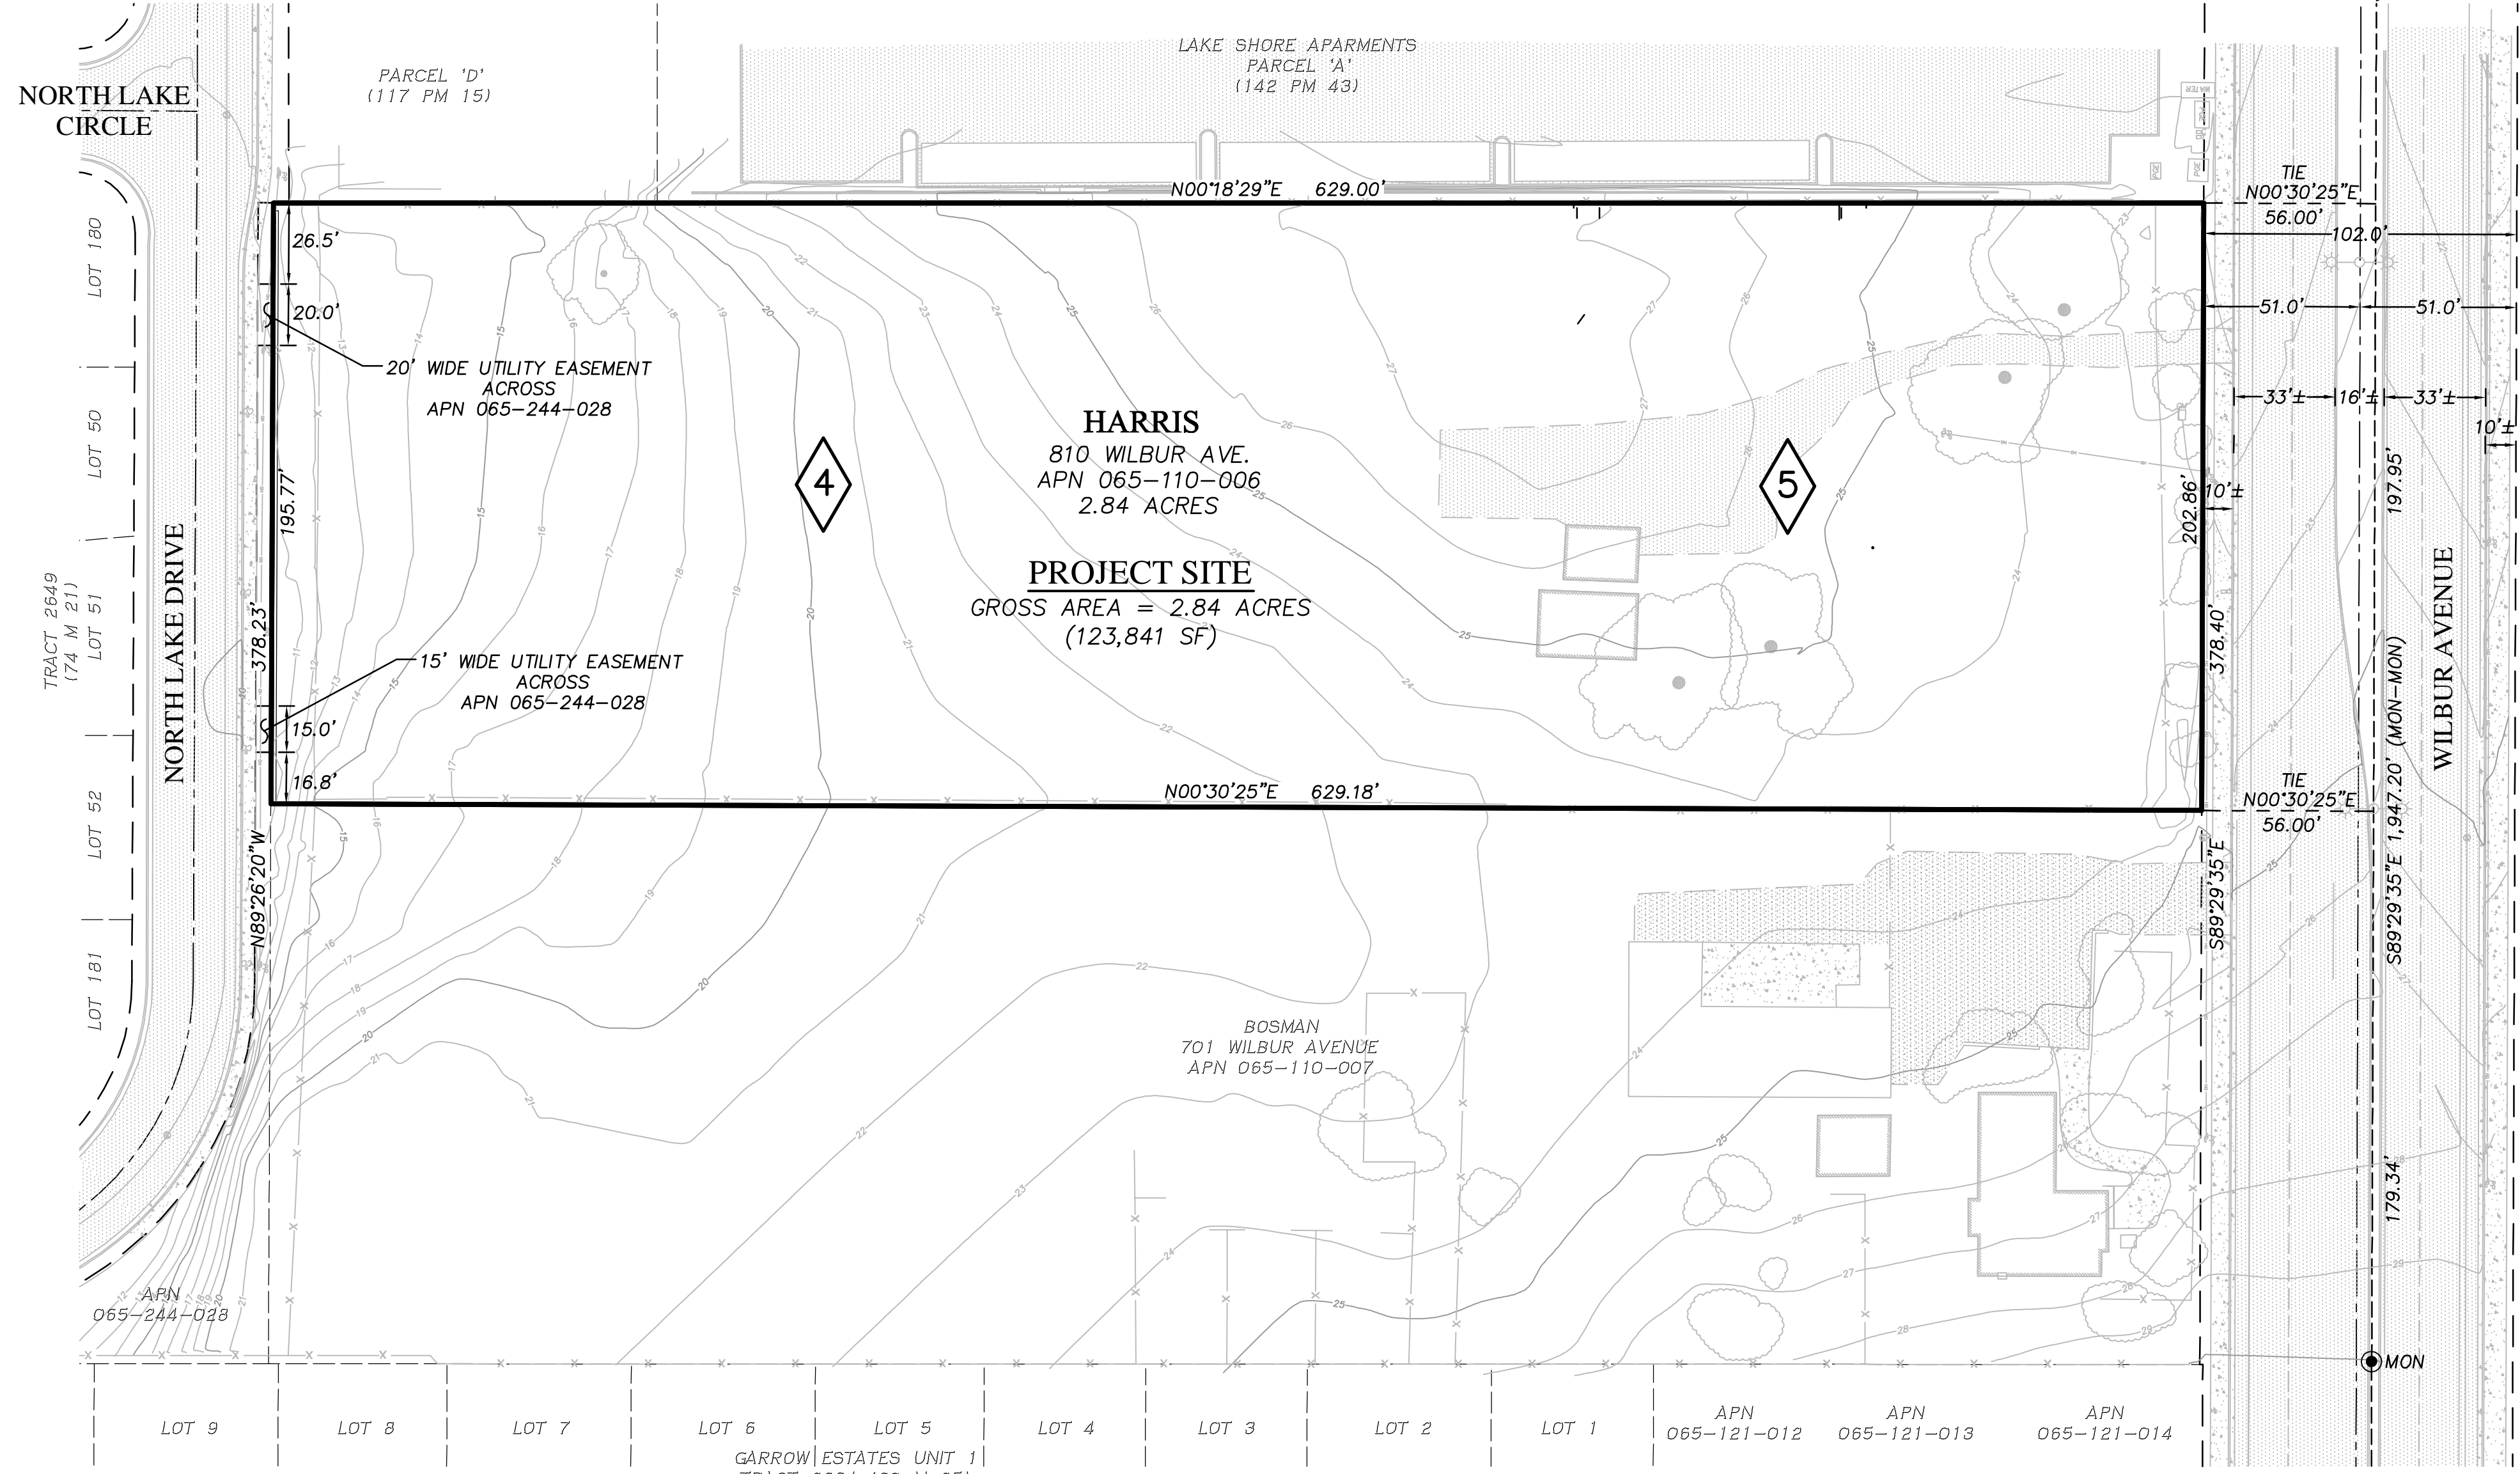 NORTH LAKE
CIRCLE
PARCEL 'D'
(117 PM 15)
LAKE SHORE APARMENTS
PARCEL 'A'
(142 PM 43)
WATER
N00°18'29"E 629.00'
TIE
N00°30'25"E
56.00'
102.0'
51.0'
51.0'
33'±
16'±
33'±
10'±
10'±
LOT 180
LOT 50
LOT 51
TRACT 2649
(74 M 21)
LOT 52
LOT 181
NORTH LAKE DRIVE
26.5'
20.0'
20' WIDE UTILITY EASEMENT
ACROSS
APN 065-244-028
195.77'
378.23'
15' WIDE UTILITY EASEMENT
ACROSS
APN 065-244-028
15.0'
16.8'
N89°26'20"W
4
HARRIS
810 WILBUR AVE.
APN 065-110-006
2.84 ACRES
PROJECT SITE
GROSS AREA = 2.84 ACRES
(123,841 SF)
5
202.86'
378.40'
S89°29'35"E
197.95'
S89°29'35"E 1,947.20' (MON-MON)
179.34'
WILBUR AVENUE
N00°30'25"E 629.18'
TIE
N00°30'25"E
56.00'
BOSMAN
701 WILBUR AVENUE
APN 065-110-007
APN
065-244-028
MON
LOT 9
LOT 8
LOT 7
LOT 6
LOT 5
LOT 4
LOT 3
LOT 2
LOT 1
APN
065-121-012
APN
065-121-013
APN
065-121-014
GARROW ESTATES UNIT 1